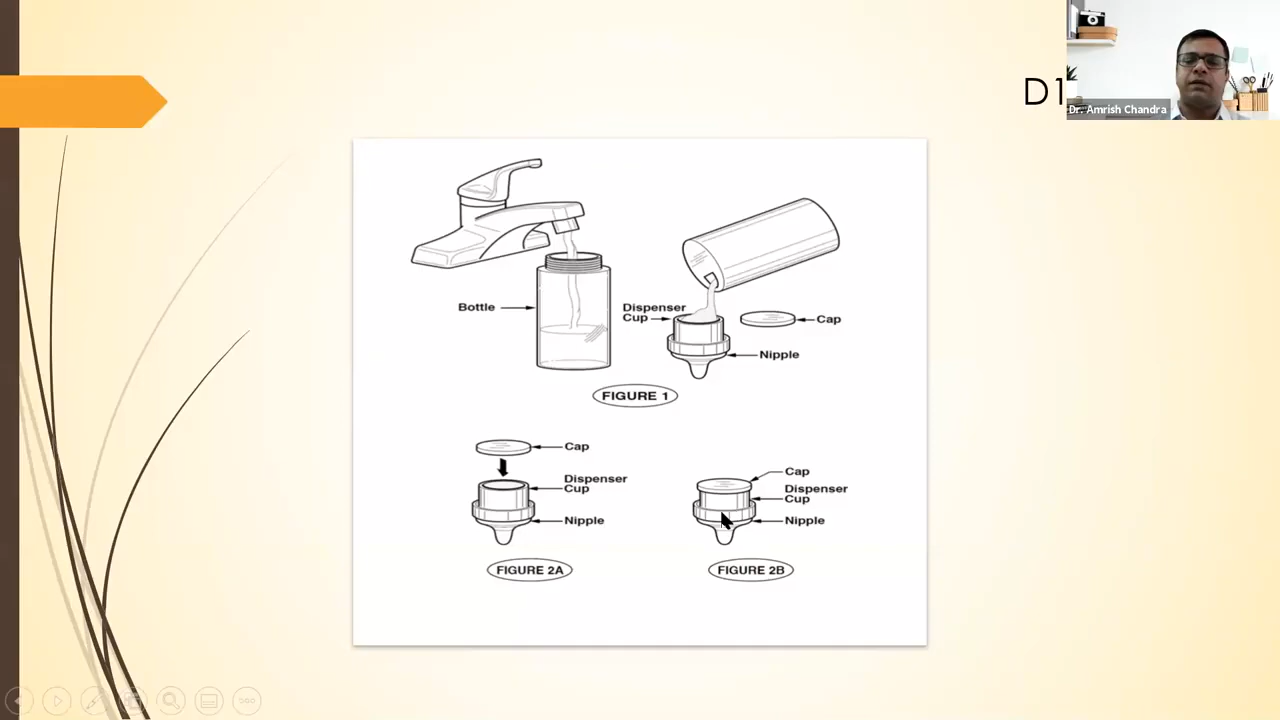 D1
Dr. Amrish Chandra
Bottle
Dispenser
Cup
Cap
Nipple
FIGURE 1
Cap
Dispenser
Cup
Nipple
FIGURE 2A
Cap
Dispenser
Cup
Nipple
FIGURE 2B